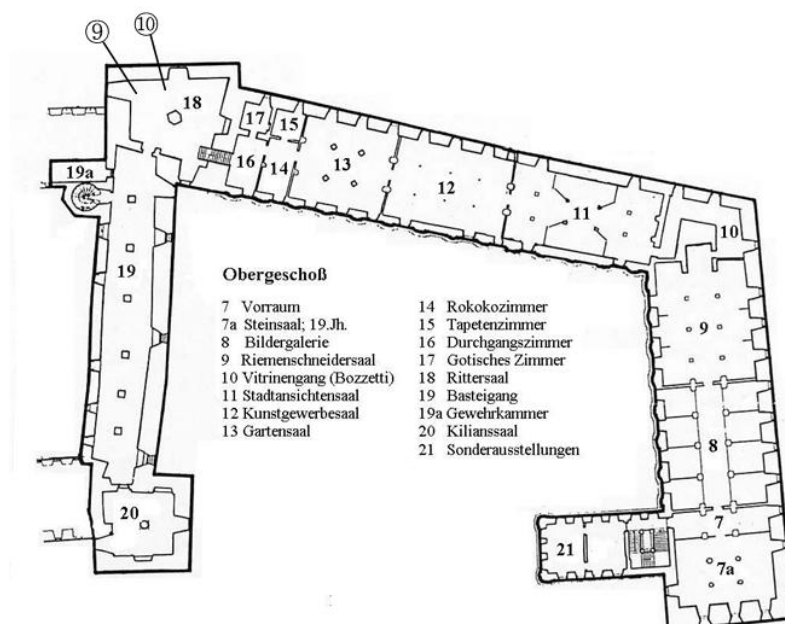 ⑨ ⑩
18
17
15
16
14
13
12
11
10
19a
19
9
8
7
7a
20
21
Obergeschoß
7 Vorraum
7a Steinsaal; 19.Jh.
8 Bildergalerie
9 Riemenschneidersaal
10 Vitrinengang (Bozzetti)
11 Stadtansichtensaal
12 Kunstgewerbesaal
13 Gartensaal
14 Rokokozimmer
15 Tapetenzimmer
16 Durchgangszimmer
17 Gotisches Zimmer
18 Rittersaal
19 Basteigang
19a Gewehrkammer
20 Kilianssaal
21 Sonderausstellungen